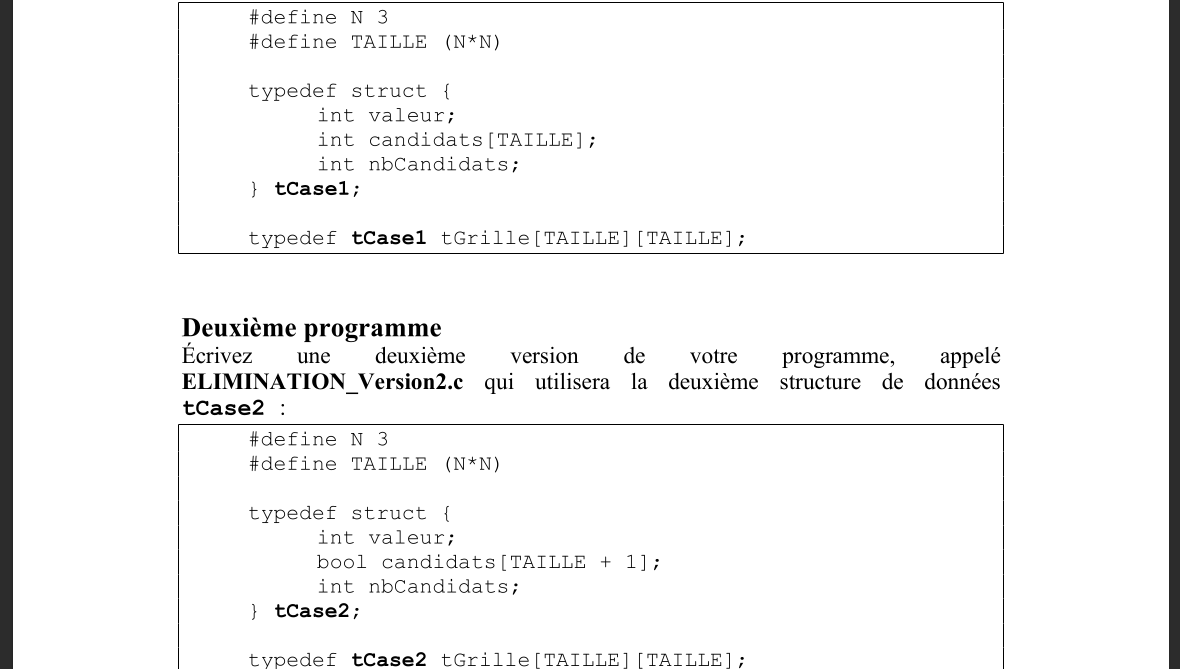 #define N 3
#define TAILLE (N*N)
typedef struct {
int valeur;
int candidats[TAILLE];
int nbCandidats;
} tCase1;
typedef tCase1 tGrille[TAILLE][TAILLE];
Deuxième programme
Écrivez une deuxième version de votre programme, appelé
ELIMINATION_Version2.c qui utilisera la deuxième structure de données
tCase2 :
#define N 3
#define TAILLE (N*N)
typedef struct {
int valeur;
bool candidats[TAILLE + 1];
int nbCandidats;
} tCase2;
typedef tCase2 tGrille[TAILLE][TAILLE];